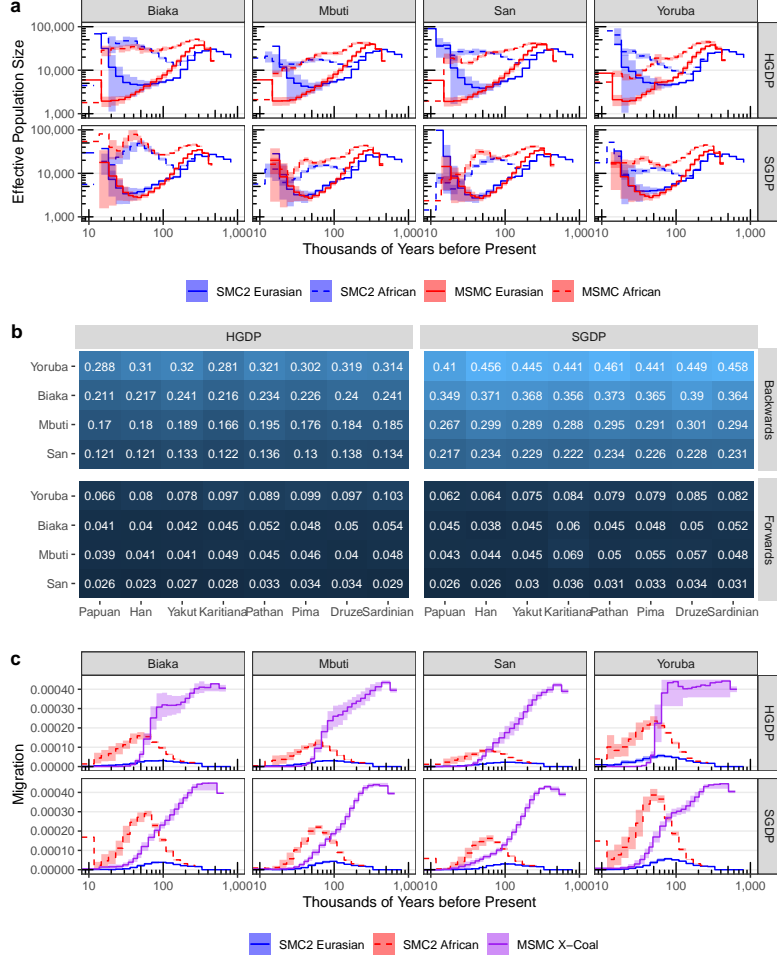 a
Biaka Mbuti San Yoruba
100,000
10,000
1,000
HGDP
100,000
10,000
1,000
SGDP
Effective Population Size
10 100 1,00010 100 1,00010 100 1,00010 100 1,000
Thousands of Years before Present
SMC2 Eurasian SMC2 African MSMC Eurasian MSMC African
b
HGDP SGDP
Yoruba 0.288 0.31 0.32 0.281 0.321 0.302 0.319 0.314 0.41 0.456 0.445 0.441 0.461 0.441 0.449 0.458
Biaka 0.211 0.217 0.241 0.216 0.234 0.226 0.24 0.241 0.349 0.371 0.368 0.356 0.373 0.365 0.39 0.364
Mbuti 0.17 0.18 0.189 0.166 0.195 0.176 0.184 0.185 0.267 0.299 0.289 0.288 0.295 0.291 0.301 0.294
San 0.121 0.121 0.133 0.122 0.136 0.13 0.138 0.134 0.217 0.234 0.229 0.222 0.234 0.226 0.228 0.231
Backwards
Yoruba 0.066 0.08 0.078 0.097 0.089 0.099 0.097 0.103 0.062 0.064 0.075 0.084 0.079 0.079 0.085 0.082
Biaka 0.041 0.04 0.042 0.045 0.052 0.048 0.05 0.054 0.045 0.038 0.045 0.06 0.045 0.048 0.05 0.052
Mbuti 0.039 0.041 0.041 0.049 0.045 0.046 0.04 0.048 0.043 0.044 0.045 0.069 0.05 0.055 0.057 0.048
San 0.026 0.023 0.027 0.028 0.033 0.034 0.034 0.029 0.026 0.026 0.03 0.036 0.031 0.033 0.034 0.031
Forwards
Papuan Han Yakut Karitiana Pathan Pima Druze Sardinian Papuan Han Yakut Karitiana Pathan Pima Druze Sardinian
c
Biaka Mbuti San Yoruba
0.00040
0.00030
0.00020
0.00010
0.00000
HGDP
0.00040
0.00030
0.00020
0.00010
0.00000
SGDP
Migration
10 100 1,00010 100 1,00010 100 1,00010 100 1,000
Thousands of Years before Present
SMC2 Eurasian SMC2 African MSMC X−Coal